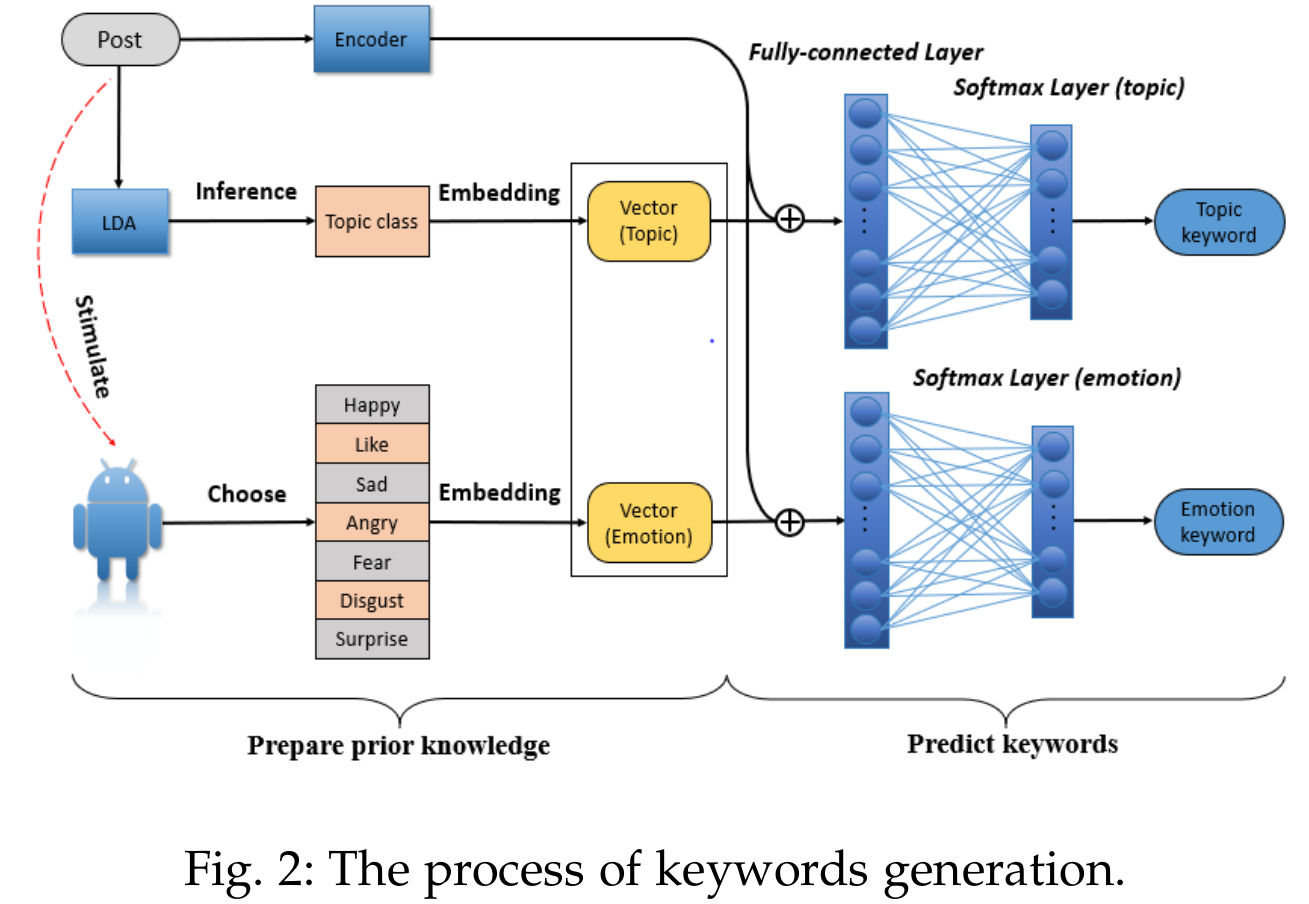 Post
Encoder
Fully-connected Layer
Softmax Layer (topic)
LDA
Inference
Topic class
Embedding
Vector
(Topic)
Topic
keyword
Stimulate
Softmax Layer (emotion)
Happy
Like
Sad
Angry
Fear
Disgust
Surprise
Choose
Embedding
Vector
(Emotion)
Emotion
keyword
Prepare prior knowledge
Predict keywords
Fig. 2: The process of keywords generation.